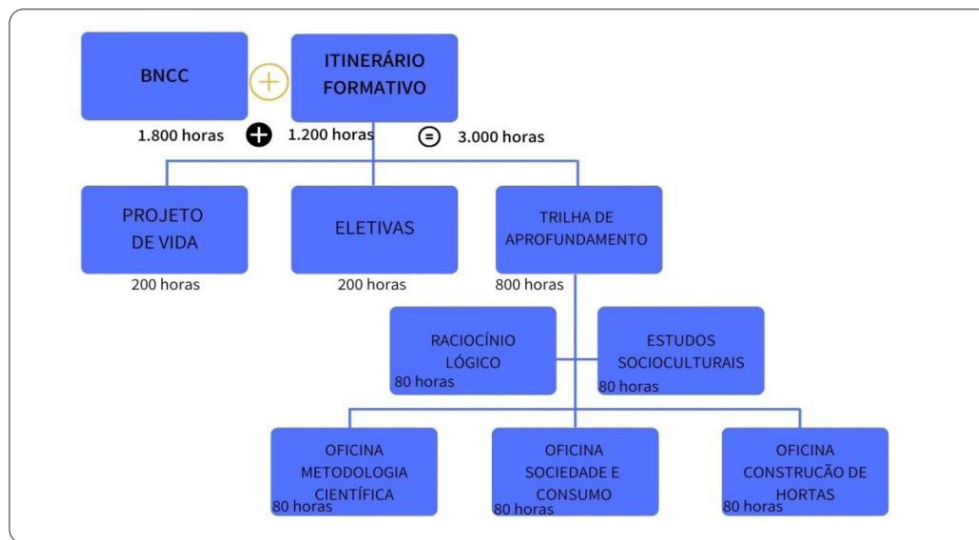 BNCC
ITINERÁRIO
FORMATIVO
1.800 horas
1.200 horas
3.000 horas
PROJETO
DE VIDA
200 horas
ELETIVAS
200 horas
TRILHA DE
APROFUNDAMENTO
800 horas
RACIOCÍNIO
LÓGICO
80 horas
ESTUDOS
SOCIOCULTURAIS
80 horas
OFICINA
METODOLOGIA
CIENTÍFICA
80 horas
OFICINA
SOCIEDADE E
CONSUMO
80 horas
OFICINA
CONSTRUCÃO DE
HORTAS
80 horas